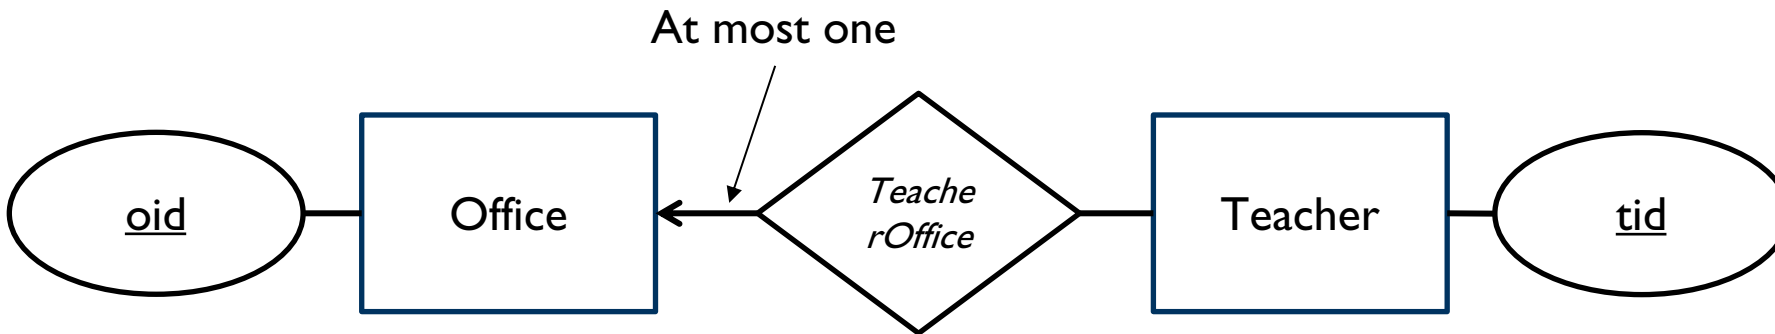 At most one
oid
Office
Teache
rOffice
Teacher
tid